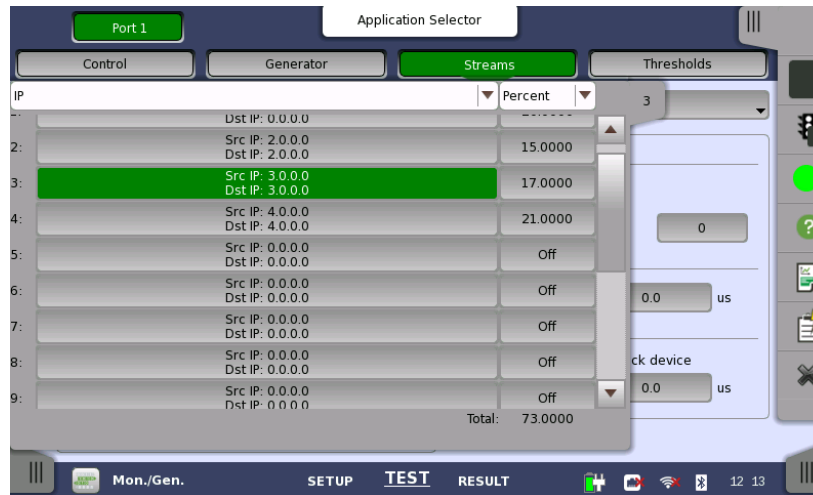 Port 1
Application Selector
Control
Generator
Streams
Thresholds
IP
Percent
3
Dst IP: 0.0.0.0
2:
Src IP: 2.0.0.0
Dst IP: 2.0.0.0
15.0000
3:
Src IP: 3.0.0.0
Dst IP: 3.0.0.0
17.0000
4:
Src IP: 4.0.0.0
Dst IP: 4.0.0.0
21.0000
0
5:
Src IP: 0.0.0.0
Dst IP: 0.0.0.0
Off
6:
Src IP: 0.0.0.0
Dst IP: 0.0.0.0
Off
0.0 us
7:
Src IP: 0.0.0.0
Dst IP: 0.0.0.0
Off
8:
Src IP: 0.0.0.0
Dst IP: 0.0.0.0
Off
ck device
9:
Src IP: 0.0.0.0
Dst IP: 0.0.0.0
Off
0.0 us
Total: 73.0000
Mon./Gen.
SETUP
TEST
RESULT
12 13